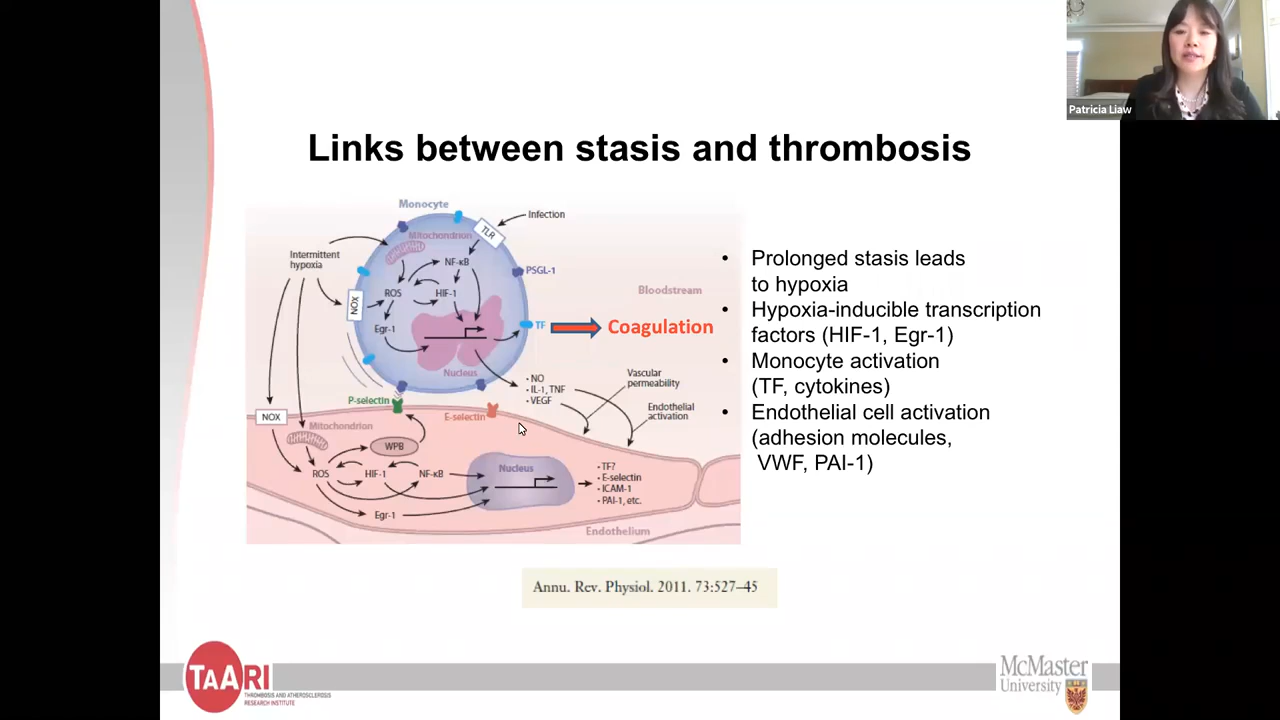 Patricia Liaw
Links between stasis and thrombosis
Monocyte
Infection
TLR
Mitochondrion
Intermittent
hypoxia
NF-κB
PSGL-1
ROS
HIF-1
NOX
Bloodstream
Egr-1
TF
Coagulation
Nucleus
• NO
• IL-1, TNF
• VEGF
Vascular
permeability
P-selectin
E-selectin
Endothelial
activation
NOX
Mitochondrion
WPB
ROS
HIF-1
NF-κB
Nucleus
• TF?
• E-selectin
• ICAM-1
• PAI-1, etc.
Egr-1
Endothelium
• Prolonged stasis leads
to hypoxia
• Hypoxia-inducible transcription
factors (HIF-1, Egr-1)
• Monocyte activation
(TF, cytokines)
• Endothelial cell activation
(adhesion molecules,
VWF, PAI-1)
Annu. Rev. Physiol. 2011. 73:527–45
TAARI
THROMBOSIS AND ATHEROSCLEROSIS
RESEARCH INSTITUTE
McMaster
University